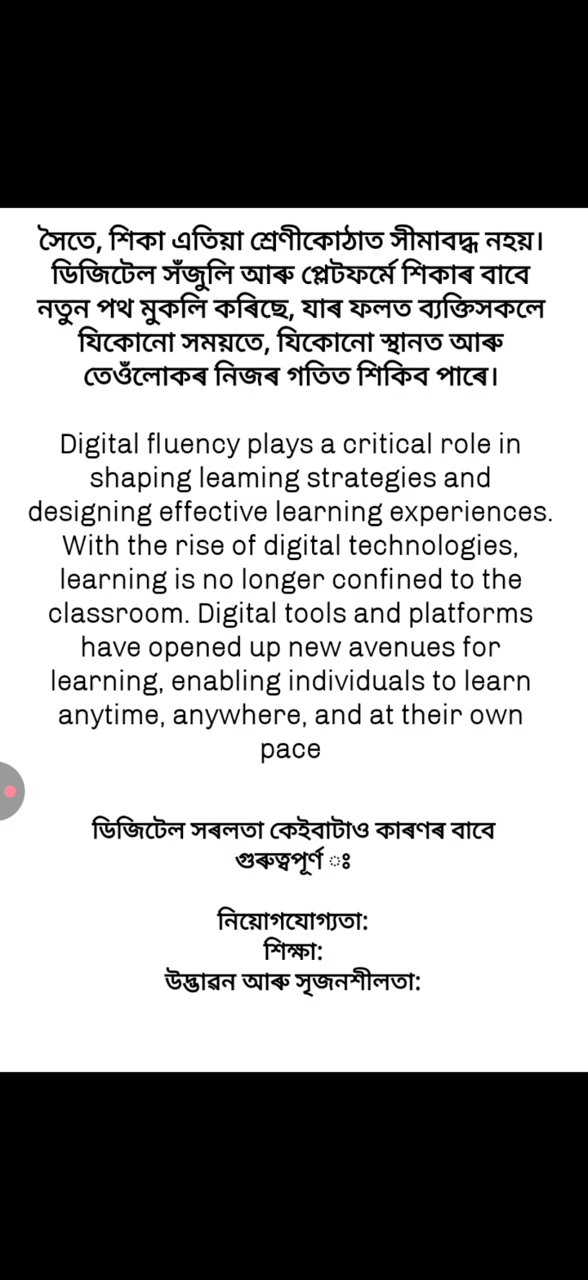 সৈতে, শিকা এতিয়া শ্ৰেণীকোঠাত সীমাবদ্ধ নহয়।
ডিজিটেল সঁজুলি আৰু প্লেটফৰ্মে শিকাৰ বাবে
নতুন পথ মুকলি কৰিছে, যাৰ ফলত ব্যক্তিসকলে
যিকোনো সময়তে, যিকোনো স্থানত আৰু
তেওঁলোকৰ নিজৰ গতিত শিকিব পাৰে।
Digital fluency plays a critical role in
shaping leaming strategies and
designing effective learning experiences.
With the rise of digital technologies,
learning is no longer confined to the
classroom. Digital tools and platforms
have opened up new avenues for
learning, enabling individuals to learn
anytime, anywhere, and at their own
pace
ডিজিটেল সৰলতা কেইবাটাও কাৰণৰ বাবে
গুৰুত্বপূৰ্ণ ঃ
নিয়োগযোগ্যতা:
শিক্ষা:
উদ্ভাৱন আৰু সৃজনশীলতা: